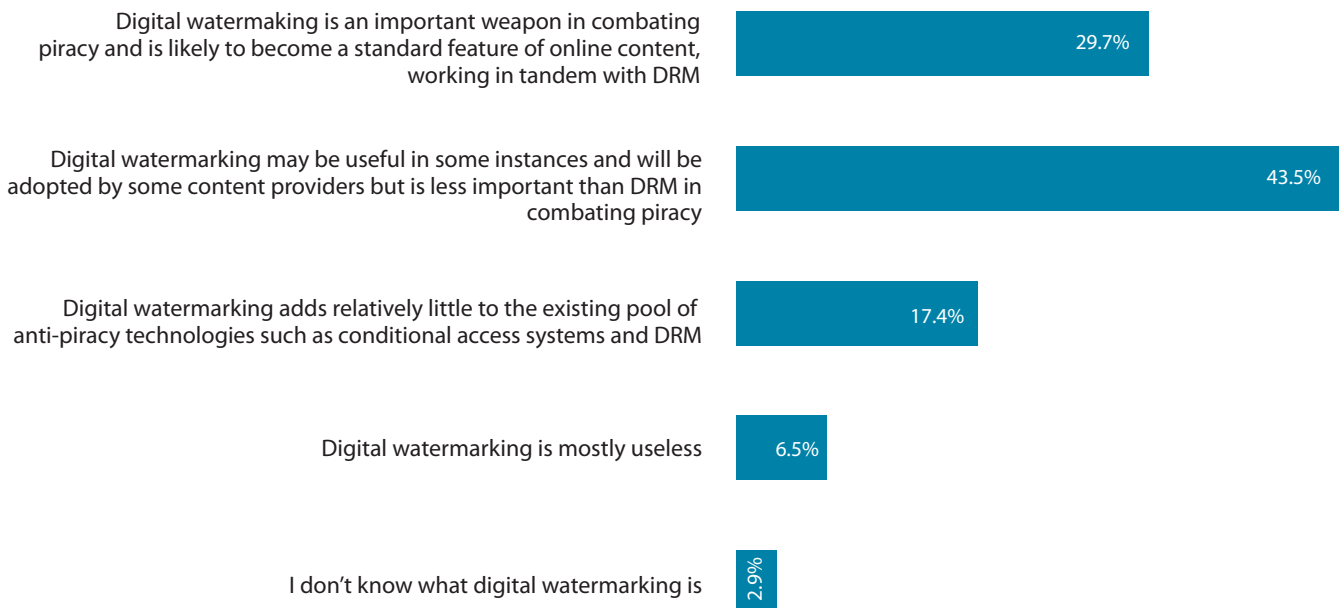 Digital watermaking is an important weapon in combating
piracy and is likely to become a standard feature of online content,
working in tandem with DRM
29.7%
Digital watermarking may be useful in some instances and will be
adopted by some content providers but is less important than DRM in
combating piracy
43.5%
Digital watermarking adds relatively little to the existing pool of
anti-piracy technologies such as conditional access systems and DRM
17.4%
Digital watermarking is mostly useless
6.5%
I don't know what digital watermarking is
2.9%